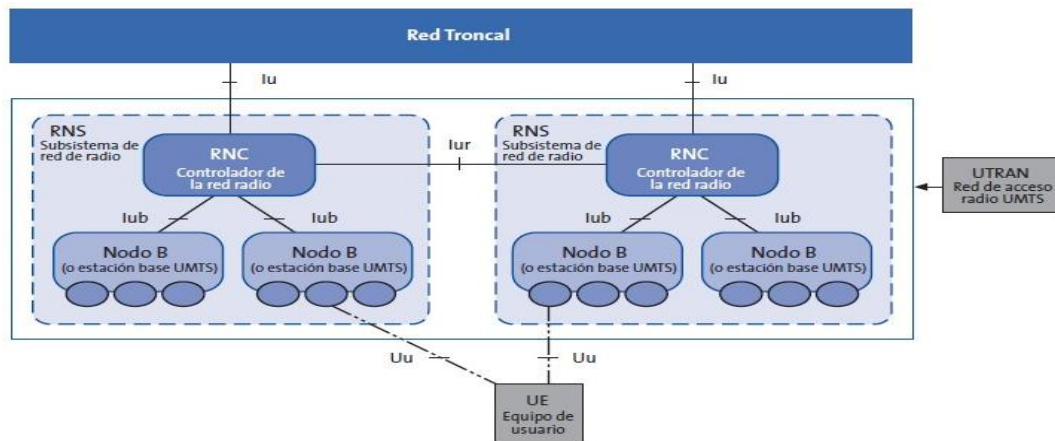 Red Troncal
Iu
Iu
RNS
Subsistema de
red de radio
RNC
Controlador de
la red radio
Iur
RNS
Subsistema de
red de radio
RNC
Controlador de
la red radio
UTRAN
Red de acceso
radio UMTS
Iub
Iub
Iub
Iub
Nodo B
(o estación base UMTS)
Nodo B
(o estación base UMTS)
Nodo B
(o estación base UMTS)
Nodo B
(o estación base UMTS)
Uu
Uu
UE
Equipo de
usuario